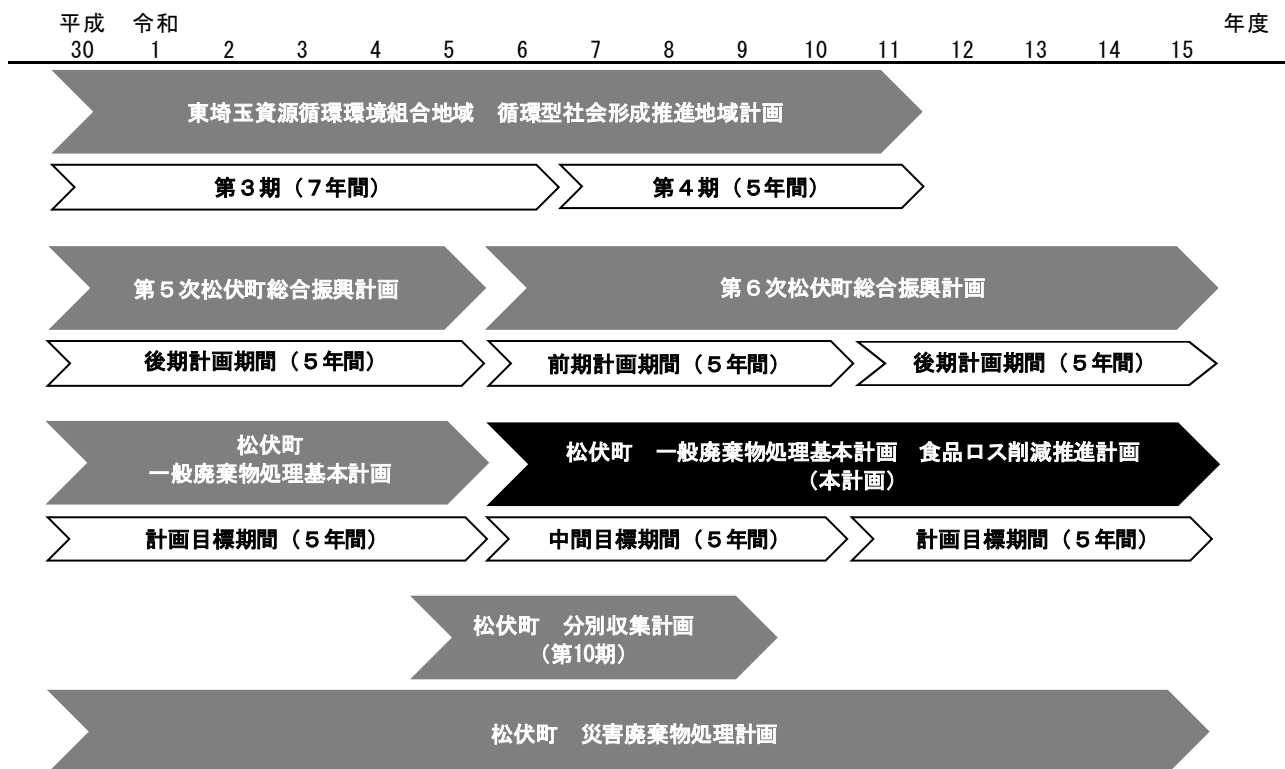 平成 令和 年度
30 1 2 3 4 5 6 7 8 9 10 11 12 13 14 15
東埼玉資源循環環境組合地域 循環型社会形成推進地域計画
第3期（7年間） 第4期（5年間）
第5次松伏町総合振興計画 第6次松伏町総合振興計画
後期計画期間（5年間） 前期計画期間（5年間） 後期計画期間（5年間）
松伏町
一般廃棄物処理基本計画
松伏町 一般廃棄物処理基本計画 食品ロス削減推進計画
（本計画）
計画目標期間（5年間） 中間目標期間（5年間） 計画目標期間（5年間）
松伏町 分別収集計画
（第10期）
松伏町 災害廃棄物処理計画